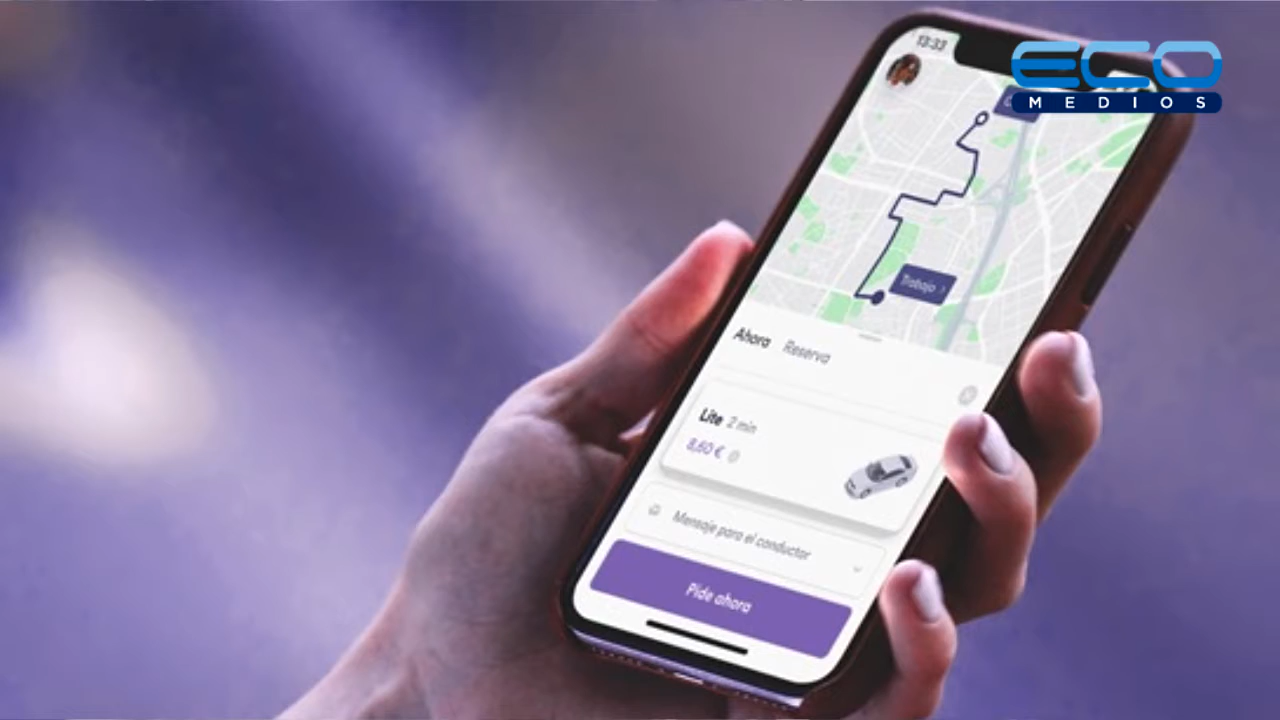 13:33
ECO
MEDIOS
Trabajo >
Ahora Reserva
Lite 2 min
8,60 €
Mensaje para el conductor
Pide ahora